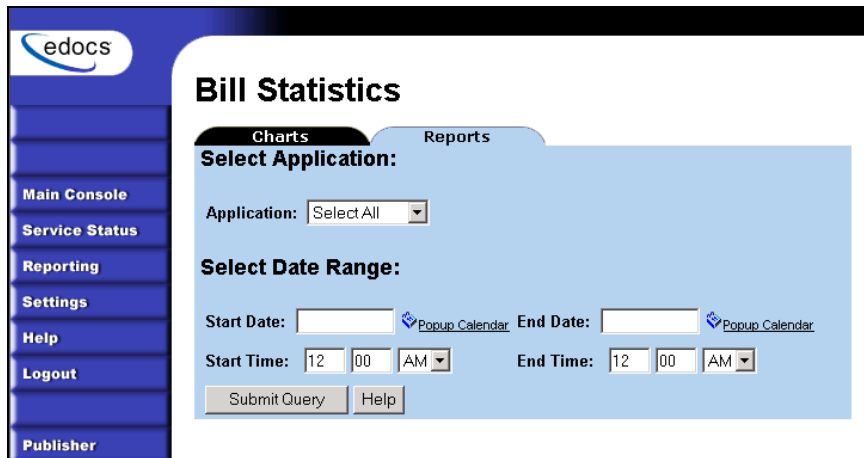 edocs
Bill Statistics
Charts Reports
Select Application:
Application: Select All
Select Date Range:
Start Date: Popup Calendar End Date: Popup Calendar
Start Time: 12 00 AM End Time: 12 00 AM
Submit Query Help
Main Console
Service Status
Reporting
Settings
Help
Logout
Publisher